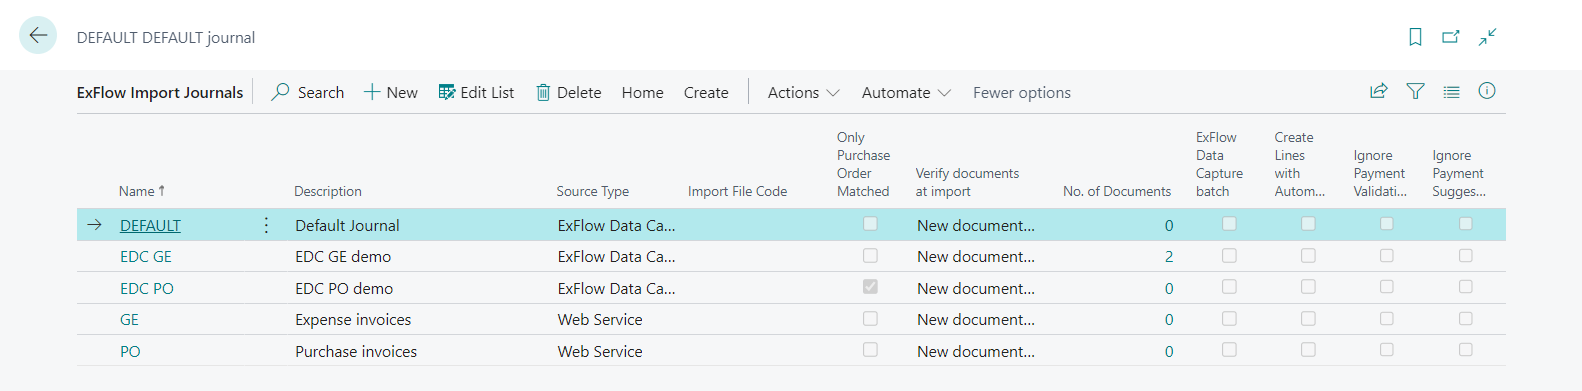 DEFAULT DEFAULT journal
ExFlow Import Journals Search New Edit List Delete Home Create Actions Automate Fewer options
Name ↑ Description Source Type Import File Code Only Purchase Order Matched Verify documents at import No. of Documents ExFlow Data Capture batch Create Lines with Autom... Ignore Payment Validati... Ignore Payment Sugges...
DEFAULT Default Journal ExFlow Data Ca... New document... 0
EDC GE EDC GE demo ExFlow Data Ca... New document... 2
EDC PO EDC PO demo ExFlow Data Ca... New document... 0
GE Expense invoices Web Service New document... 0
PO Purchase invoices Web Service New document... 0